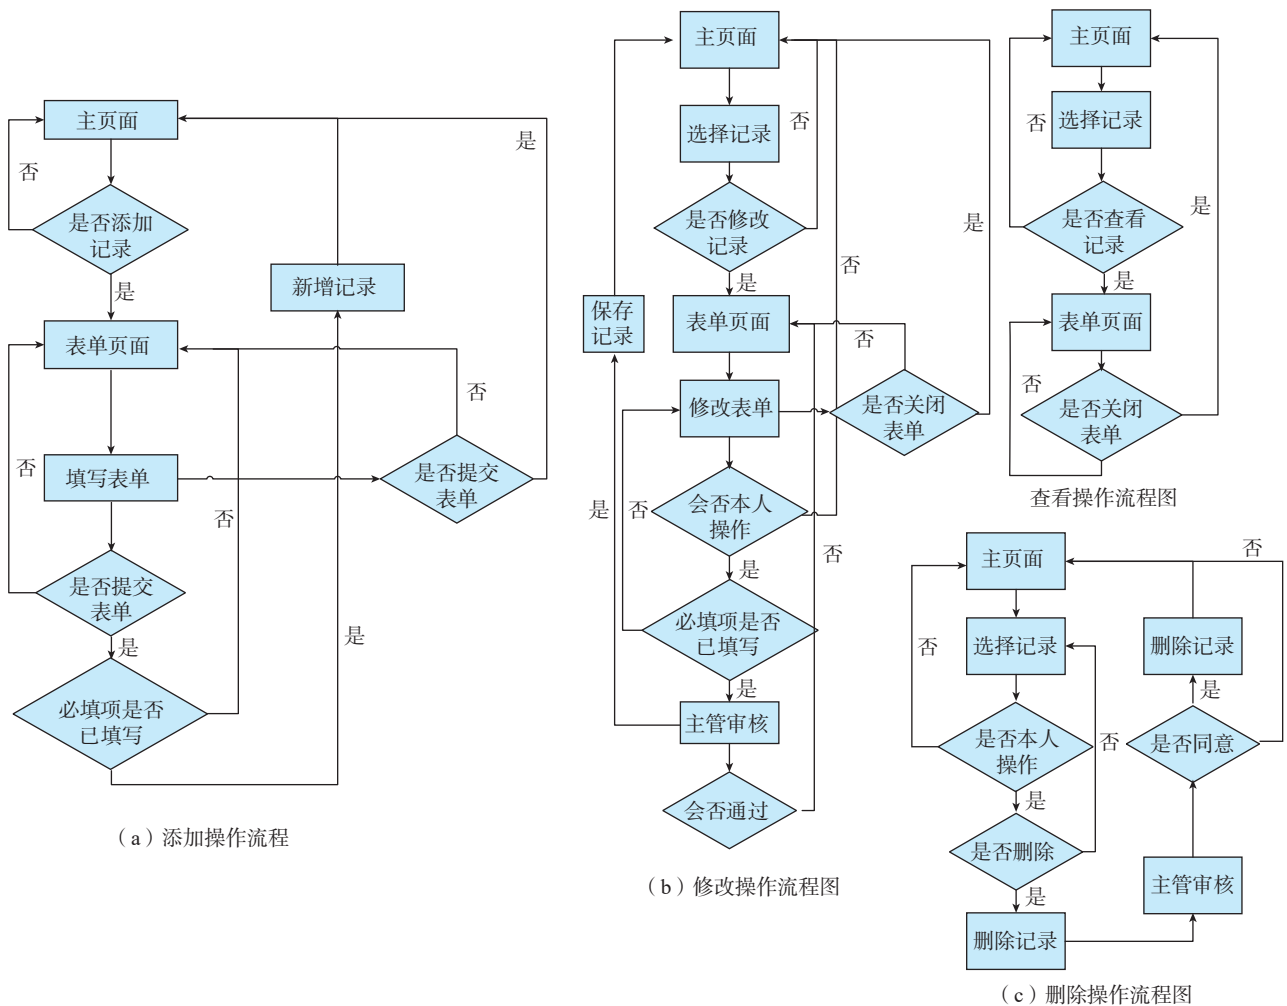 主页面
否
是
是否添加
记录
是
新增记录
表单页面
否
否
填写表单
是否提交
表单
否
是否提交
表单
是
是
必填项是否
已填写
(a)添加操作流程
主页面
否
选择记录
是否修改
记录
是
否
是
保存
记录
表单页面
否
修改表单
是否关闭
表单
会否本人
操作
是
否
否
是
必填项是否
已填写
是
主管审核
会否通过
(b)修改操作流程图
主页面
否
选择记录
是否查看
记录
是
是
表单页面
否
是否关闭
表单
查看操作流程图
主页面
否
否
选择记录
删除记录
是
是否本人
操作
否
是否同意
是
是否删除
是
主管审核
删除记录
(c)删除操作流程图